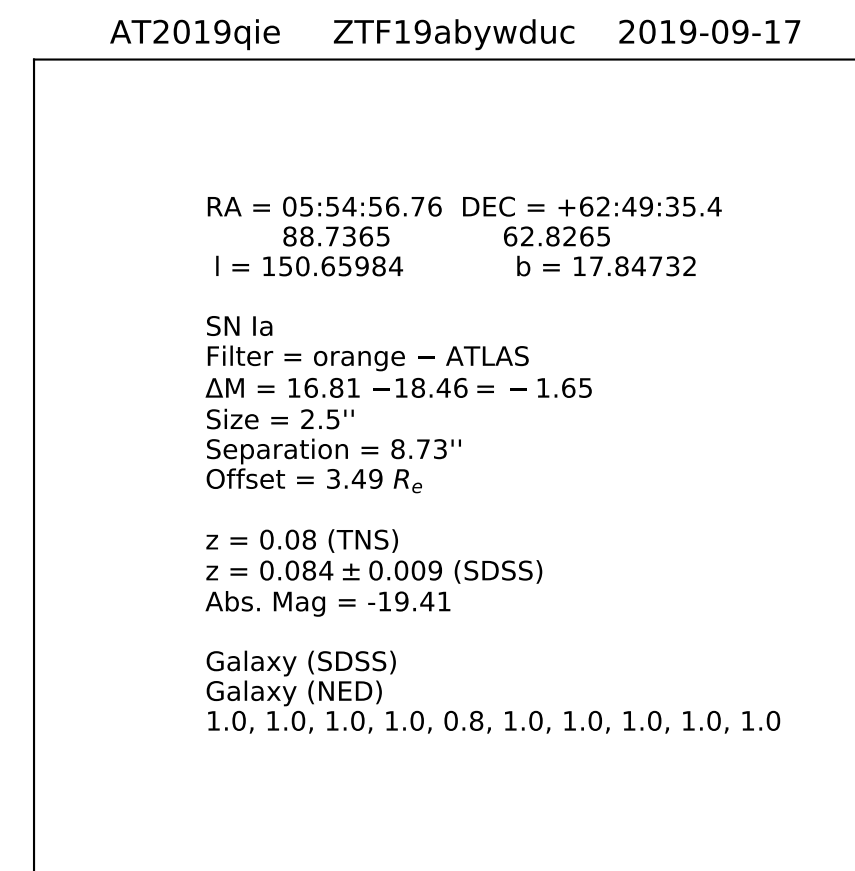 AT2019qie ZTF19abywduc 2019-09-17
RA = 05:54:56.76 DEC = +62:49:35.4
88.7365 62.8265
l = 150.65984 b = 17.84732
SN Ia
Filter = orange − ATLAS
ΔM = 16.81 −18.46 = − 1.65
Size = 2.5''
Separation = 8.73''
Offset = 3.49 Rₑ
z = 0.08 (TNS)
z = 0.084 ± 0.009 (SDSS)
Abs. Mag = -19.41
Galaxy (SDSS)
Galaxy (NED)
1.0, 1.0, 1.0, 1.0, 0.8, 1.0, 1.0, 1.0, 1.0, 1.0